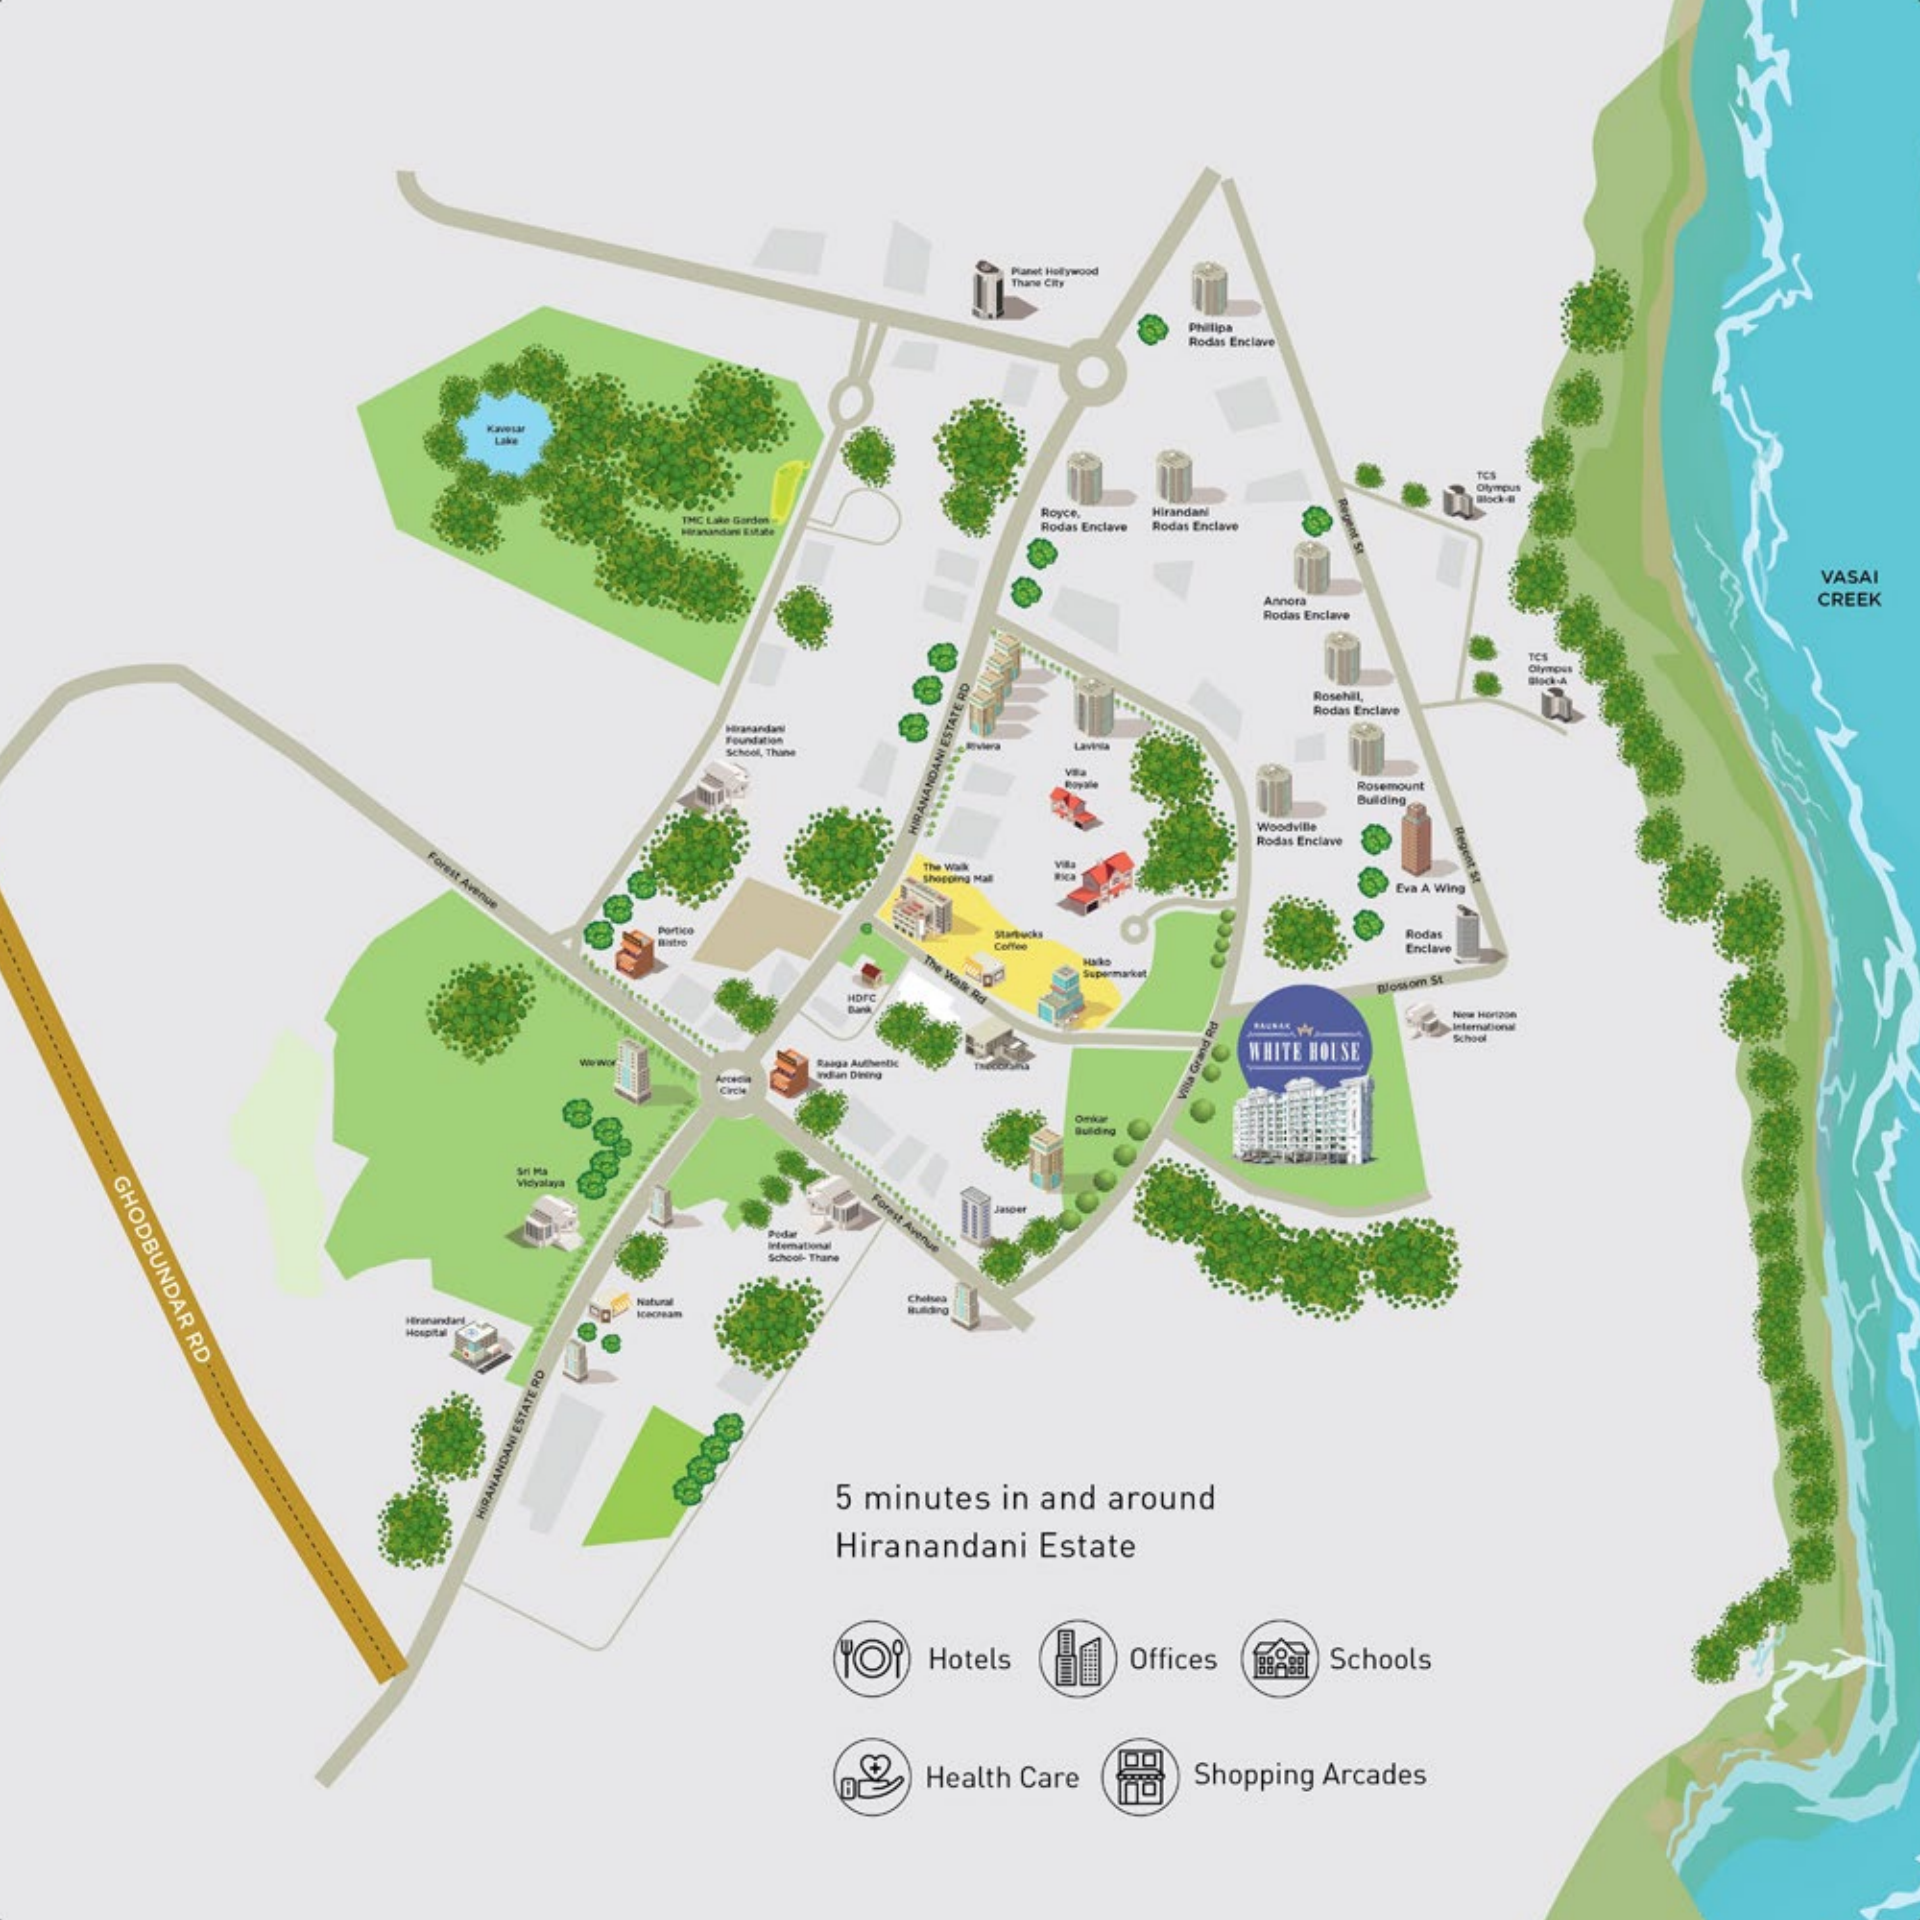 Planet Hollywood
Thane City
Phillipa
Rodas Enclave
Kavesar
Lake
TMC Lake Garden
Hiranandani Estate
Royce,
Rodas Enclave
Hirandani
Rodas Enclave
Regent St
TCS
Olympus
Block-B
VASAI
CREEK
Annora
Rodas Enclave
TCS
Olympus
Block-A
Rosehill,
Rodas Enclave
HIRANANDANI ESTATE RD
Hiranandani
Foundation
School, Thane
Riviera
Lavinia
Villa
Royale
Rosemount
Building
Woodville
Rodas Enclave
Regent St
Eva A Wing
Forest Avenue
The Walk
Shopping Mall
Villa
Rica
Portico
Bistro
Starbucks
Coffee
Rodas
Enclave
Haiko
Supermarket
The Walk Rd
Blossom St
HDFC
Bank
New Horizon
International
School
RAUNAK
WHITE HOUSE
WeWor
Raaga Authentic
Indian Dining
Theobroma
Villa Grand Rd
Arcadia
Circle
Omkar
Building
Sri Ma
Vidyalaya
Jasper
Forest Avenue
Podar
International
School- Thane
GHODBUNDAR RD
Natural
Icecream
Chelsea
Building
Hiranandani
Hospital
HIRANANDANI ESTATE RD
5 minutes in and around
Hiranandani Estate
Hotels
Offices
Schools
Health Care
Shopping Arcades